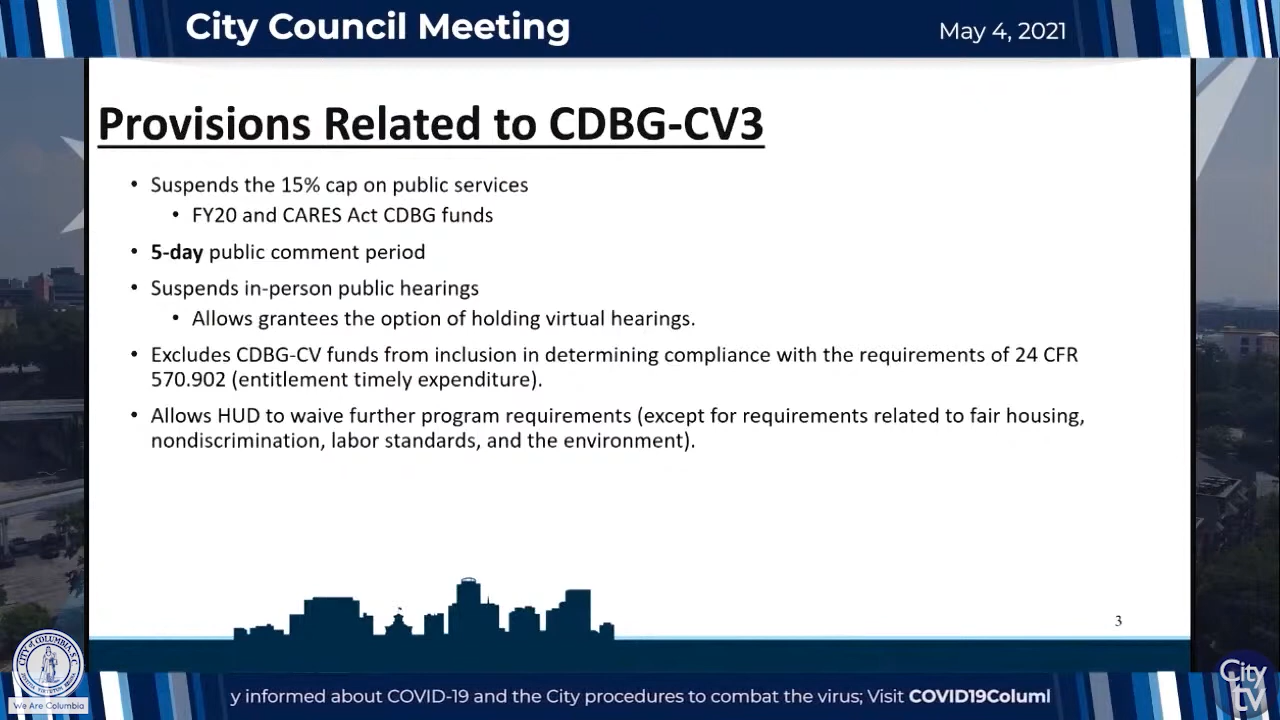 City Council Meeting
May 4, 2021
Provisions Related to CDBG-CV3
• Suspends the 15% cap on public services
• FY20 and CARES Act CDBG funds
• 5-day public comment period
• Suspends in-person public hearings
• Allows grantees the option of holding virtual hearings.
• Excludes CDBG-CV funds from inclusion in determining compliance with the requirements of 24 CFR
570.902 (entitlement timely expenditure).
• Allows HUD to waive further program requirements (except for requirements related to fair housing,
nondiscrimination, labor standards, and the environment).
3
We Are Columbia
y informed about COVID-19 and the City procedures to combat the virus; Visit COVID19Columl
City
tv